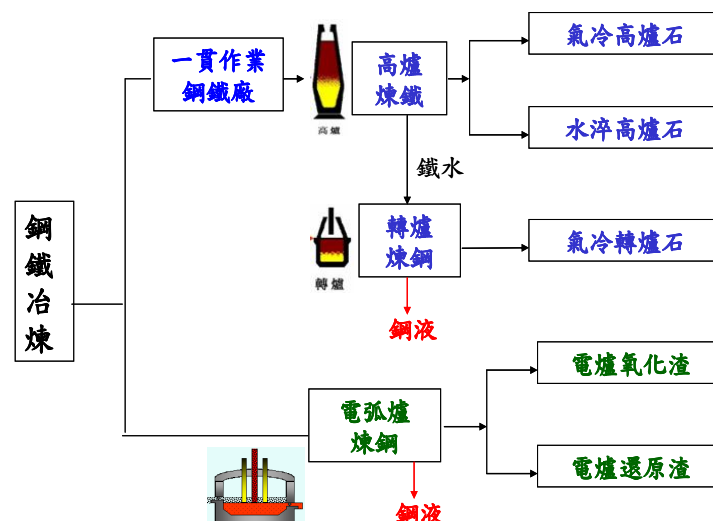 鋼
鐵
冶
煉
一貫作業
鋼鐵廠
高爐
高爐
煉鐵
氣冷高爐石
水淬高爐石
鐵水
轉爐
轉爐
煉鋼
氣冷轉爐石
鋼液
電弧爐
煉鋼
電爐氧化渣
電爐還原渣
鋼液